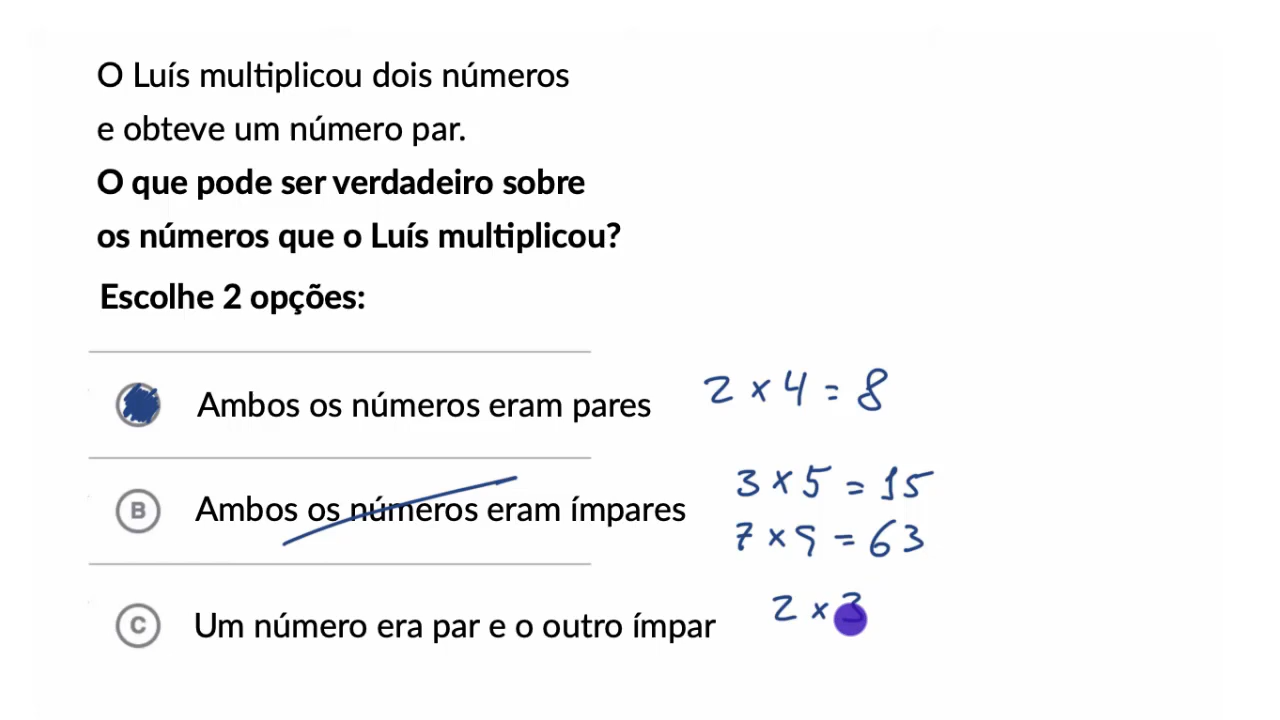 O Luís multiplicou dois números
e obteve um número par.
O que pode ser verdadeiro sobre
os números que o Luís multiplicou?
Escolhe 2 opções:
Ambos os números eram pares 2 x 4 = 8
B Ambos os números eram ímpares 3 x 5 = 15
7 x 9 = 63
C Um número era par e o outro ímpar 2 x 3